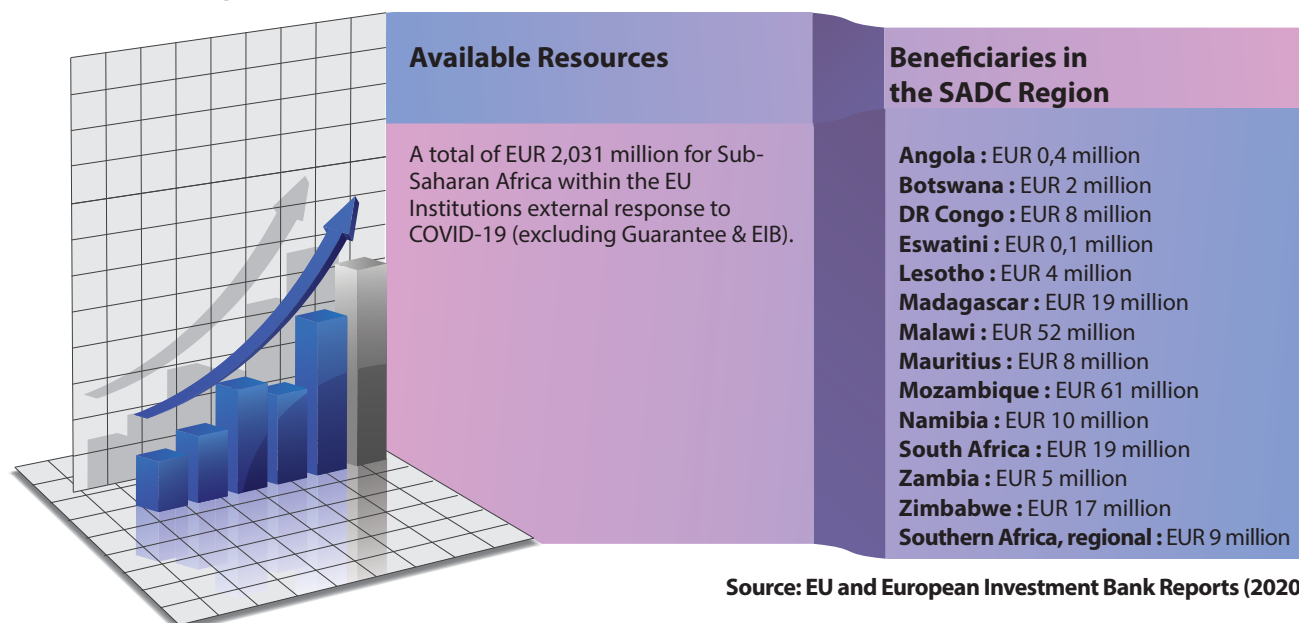 Available Resources
A total of EUR 2,031 million for Sub-
Saharan Africa within the EU
Institutions external response to
COVID-19 (excluding Guarantee & EIB).
Beneficiaries in
the SADC Region
Angola : EUR 0,4 million
Botswana : EUR 2 million
DR Congo : EUR 8 million
Eswatini : EUR 0,1 million
Lesotho : EUR 4 million
Madagascar : EUR 19 million
Malawi : EUR 52 million
Mauritius : EUR 8 million
Mozambique : EUR 61 million
Namibia : EUR 10 million
South Africa : EUR 19 million
Zambia : EUR 5 million
Zimbabwe : EUR 17 million
Southern Africa, regional : EUR 9 million
Source: EU and European Investment Bank Reports (2020